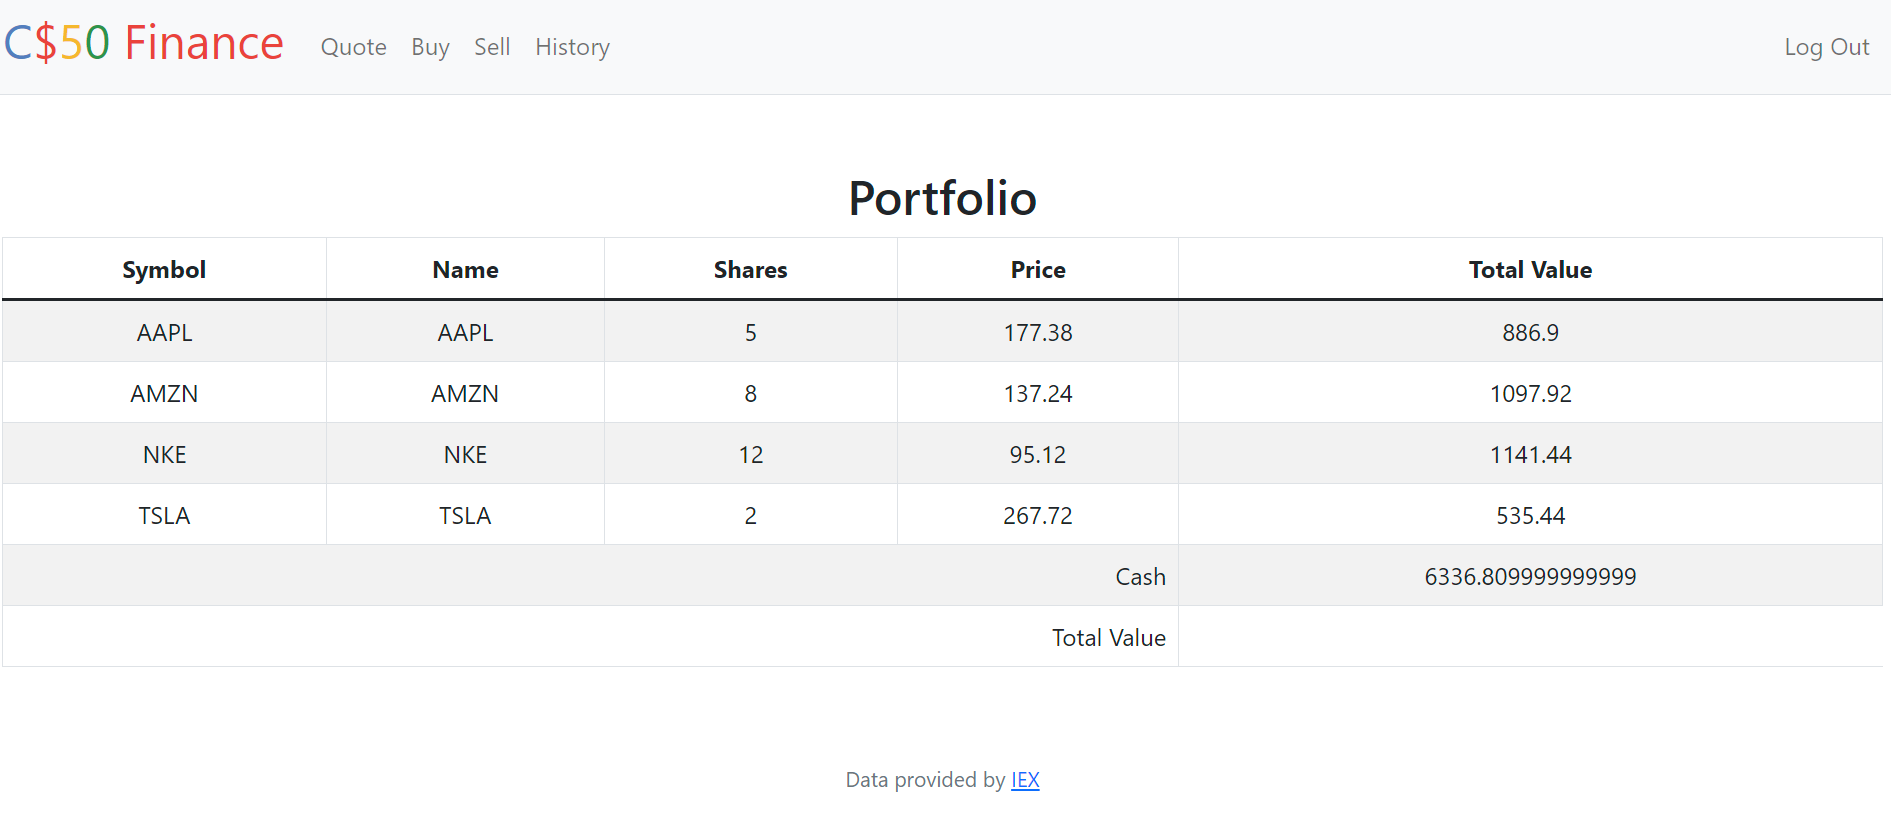 C$50 Finance Quote Buy Sell History Log Out
Portfolio
Symbol Name Shares Price Total Value
AAPL AAPL 5 177.38 886.9
AMZN AMZN 8 137.24 1097.92
NKE NKE 12 95.12 1141.44
TSLA TSLA 2 267.72 535.44
Cash 6336.809999999999
Total Value
Data provided by IEX